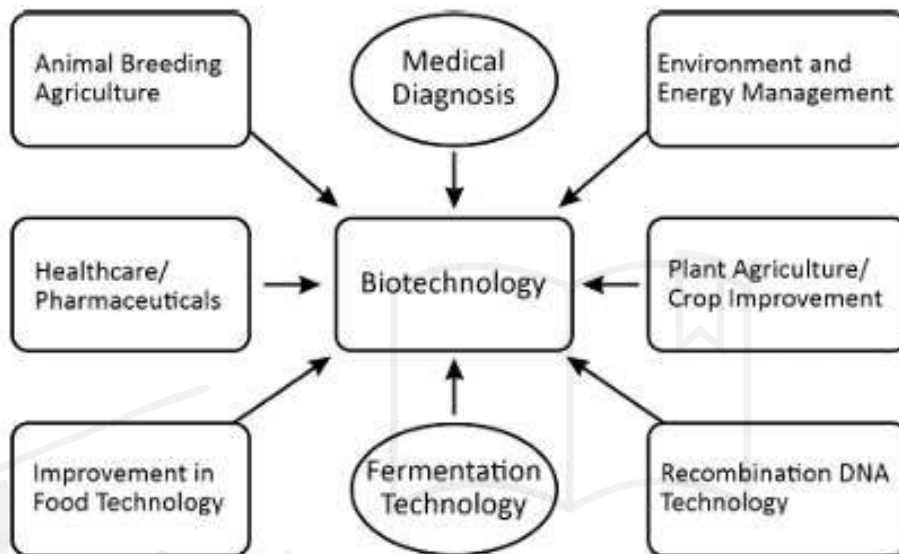 Animal Breeding
Agriculture
Medical
Diagnosis
Environment and
Energy Management
Healthcare/
Pharmaceuticals
Biotechnology
Plant Agriculture/
Crop Improvement
Improvement in
Food Technology
Fermentation
Technology
Recombination DNA
Technology